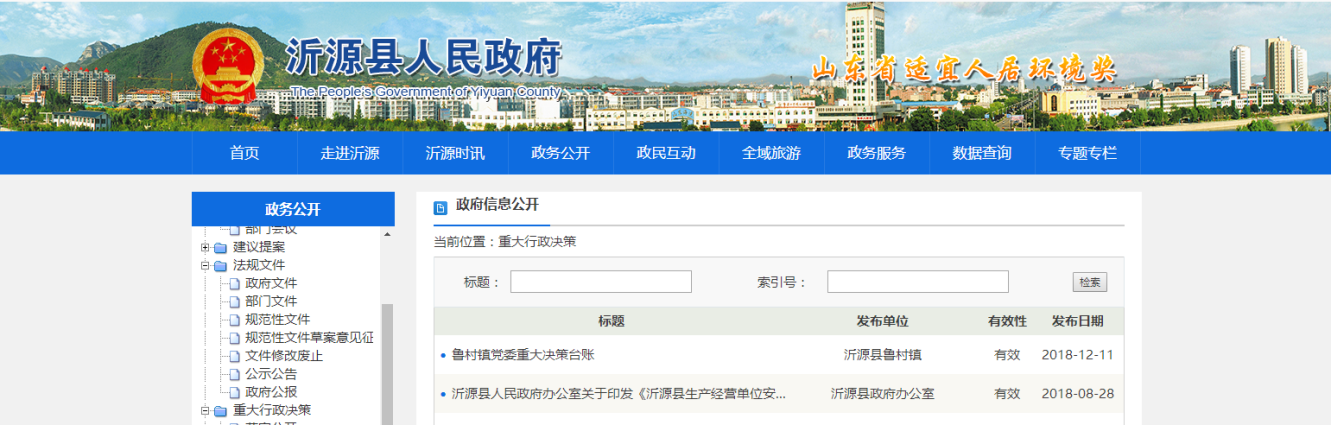 沂源县人民政府
The People's Government of Yiyuan County
山东省适宜人居环境奖
首页 走进沂源 沂源时讯 政务公开 政民互动 全域旅游 政务服务 数据查询 专题专栏
政务公开
部门会议
建议提案
法规文件
政府文件
部门文件
规范性文件
规范性文件草案意见征
文件修改废止
公示公告
政府公报
重大行政决策
政府信息公开
当前位置：重大行政决策
标题： 索引号： 检索
标题 发布单位 有效性 发布日期
鲁村镇党委重大决策台账 沂源县鲁村镇 有效 2018-12-11
沂源县人民政府办公室关于印发《沂源县生产经营单位安... 沂源县政府办公室 有效 2018-08-28